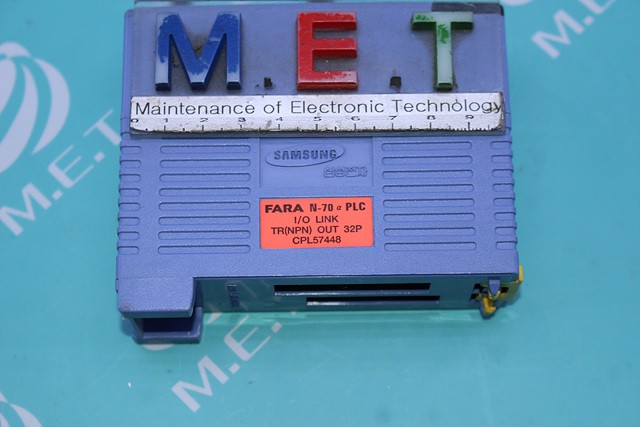 M.E.T
Maintenance of Electronic Technology
0 1 2 3 4 5 6 7 8 9
SAMSUNG
FARA N-70 α PLC
I/O LINK
TR(NPN) OUT 32P
CPL57448
M.E.T
M.E.T
M.E.T